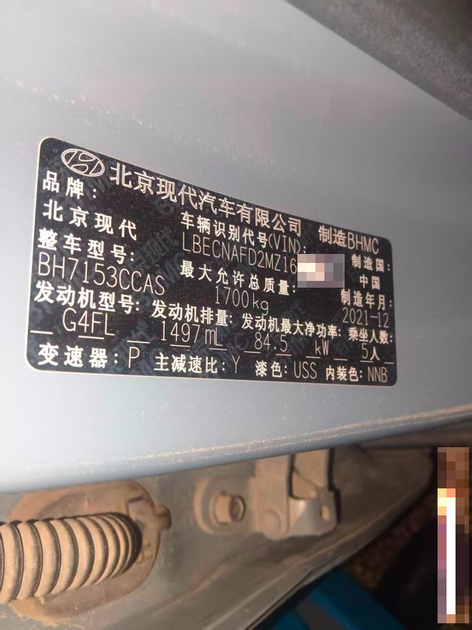 北京现代汽车有限公司 制造BHMC
品牌: 北京现代 车辆识别代号(VIN): LBECNAFD2MZ16 制造国: 中国
整车型号: BH7153CCAS 最大允许总质量: 1700kg 制造年月: 2021-12
发动机型号: G4FL 发动机排量: 1497mL 发动机最大净功率: 84.5 kW 乘坐人数: 5人
变速器: P 主减速比: Y 漆色: USS 内装色: NNB